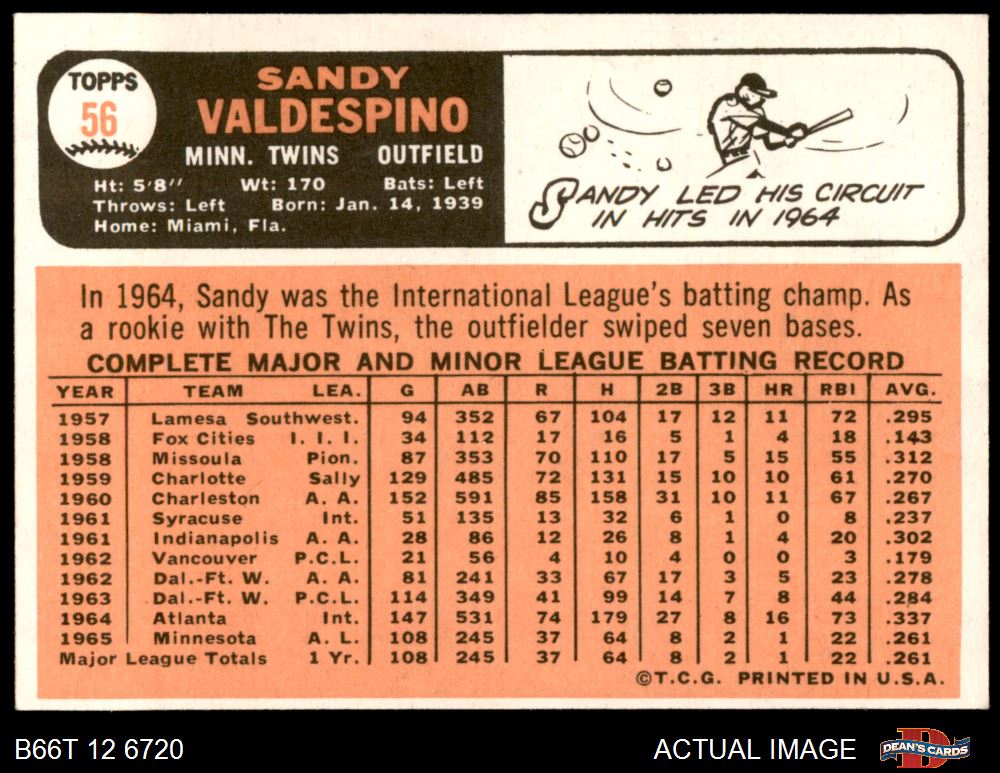 TOPPS
56
SANDY
VALDESPINO
MINN. TWINS OUTFIELD
Ht: 5'8'' Wt: 170 Bats: Left
Throws: Left Born: Jan. 14, 1939
Home: Miami, Fla.
SANDY LED HIS CIRCUIT
IN HITS IN 1964
In 1964, Sandy was the International League's batting champ. As
a rookie with The Twins, the outfielder swiped seven bases.
COMPLETE MAJOR AND MINOR LEAGUE BATTING RECORD
YEAR TEAM LEA. G AB R H 2B 3B HR RBI AVG.
1957 Lamesa Southwest. 94 352 67 104 17 12 11 72 .295
1958 Fox Cities I. I. I. 34 112 17 16 5 1 4 18 .143
1958 Missoula Pion. 87 353 70 110 17 5 15 55 .312
1959 Charlotte Sally 129 485 72 131 15 10 10 61 .270
1960 Charleston A. A. 152 591 85 158 31 10 11 67 .267
1961 Syracuse Int. 51 135 13 32 6 1 0 8 .237
1961 Indianapolis A. A. 28 86 12 26 8 1 4 20 .302
1962 Vancouver P.C.L. 21 56 4 10 4 0 0 3 .179
1962 Dal.-Ft. W. A. A. 81 241 33 67 17 3 5 23 .278
1963 Dal.-Ft. W. P.C.L. 114 349 41 99 14 7 8 44 .284
1964 Atlanta Int. 147 531 74 179 27 8 16 73 .337
1965 Minnesota A. L. 108 245 37 64 8 2 1 22 .261
Major League Totals 1 Yr. 108 245 37 64 8 2 1 22 .261
©T.C.G. PRINTED IN U.S.A.
B66T 12 6720 ACTUAL IMAGE DEAN'S CARDS